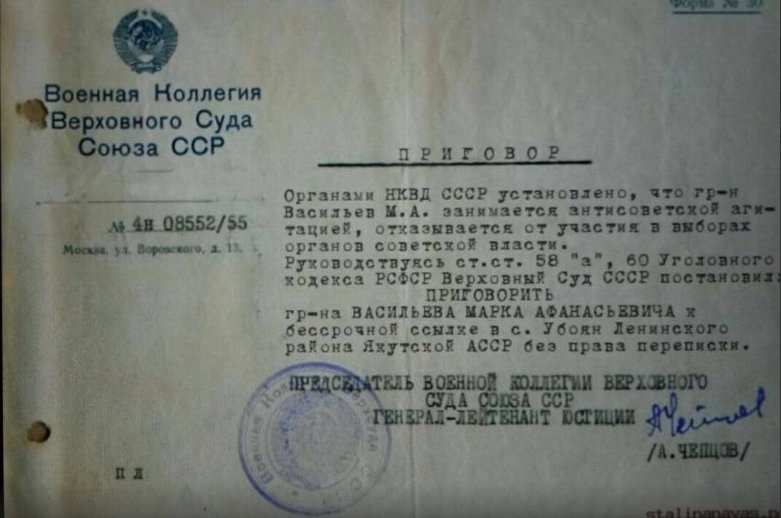 Форма № 30
Военная Коллегия
Верховного Суда
Союза ССР
№ 4н 08552/55
Москва, ул. Воровского, д. 13.
ПРИГОВОР
Органами НКВД СССР установлено, что гр-н
Васильев М.А. занимается антисоветской аги-
тацией, отказывается от участия в выборах
органов советской власти.
Руководствуясь ст.ст. 58 "а", 60 Уголовного
кодекса РСФСР Верховный Суд СССР постановил:
ПРИГОВОРИТЬ
гр-на ВАСИЛЬЕВА МАРКА АФАНАСЬЕВИЧА к
бессрочной ссылке в с. Убоян Ленинского
района Якутской АССР без права переписки.
ПРЕДСЕДАТЕЛЬ ВОЕННОЙ КОЛЛЕГИИ ВЕРХОВНОГО
СУДА СОЮЗА ССР
ГЕНЕРАЛ-ЛЕЙТЕНАНТ ЮСТИЦИИ
/А.ЧЕПЦОВ/
п л